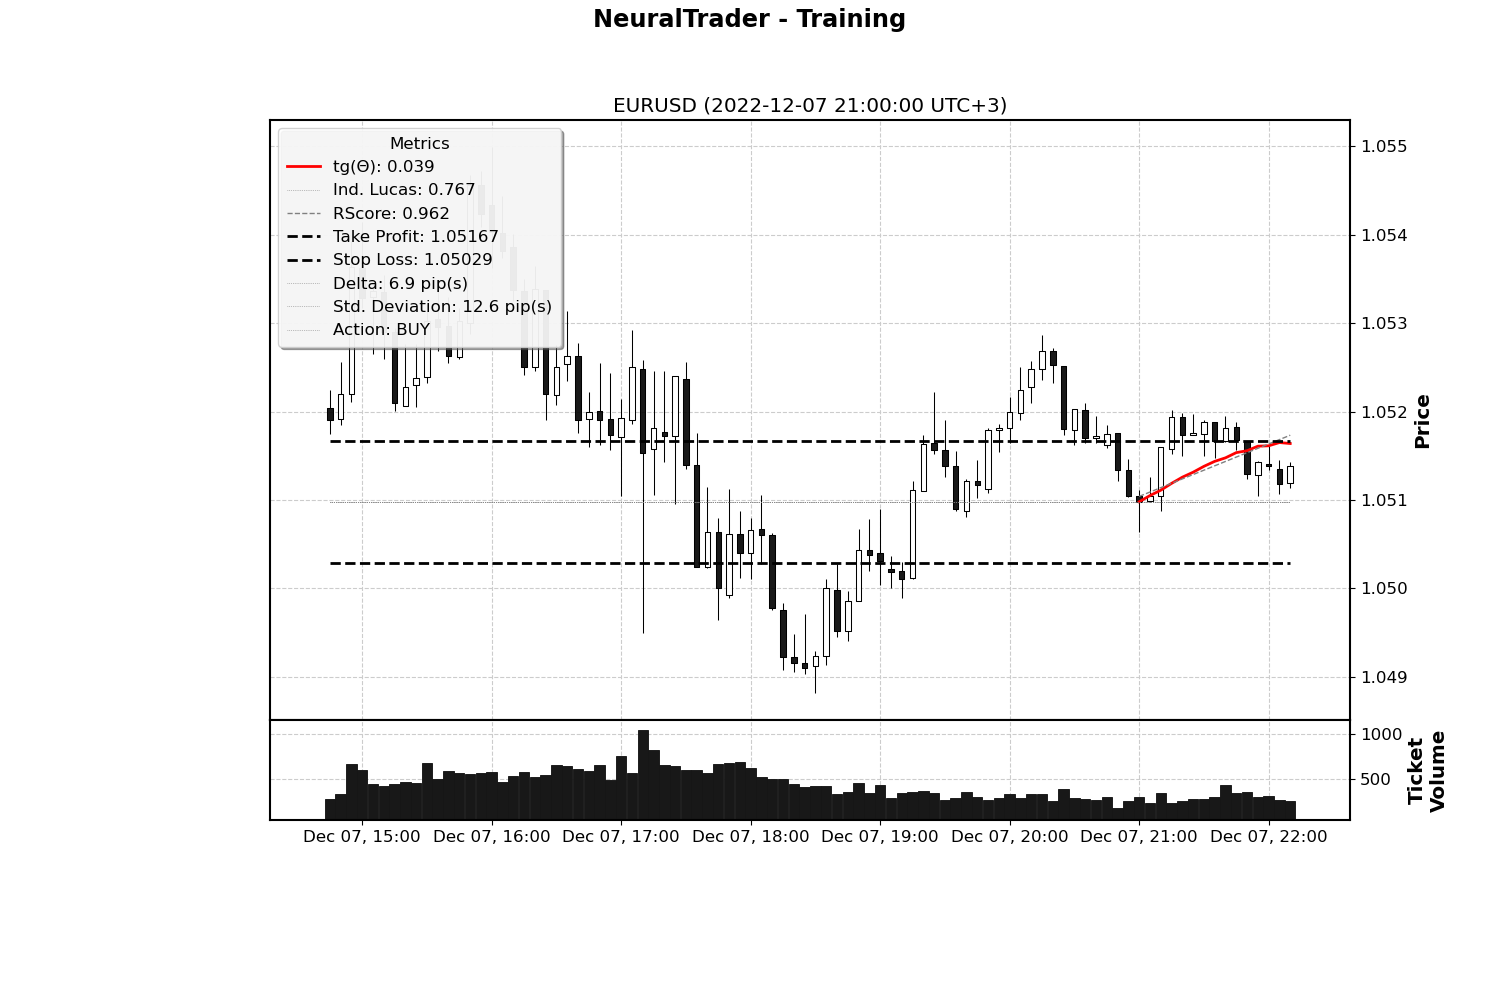 NeuralTrader - Training
EURUSD (2022-12-07 21:00:00 UTC+3)
Metrics
tg(Θ): 0.039
Ind. Lucas: 0.767
RScore: 0.962
Take Profit: 1.05167
Stop Loss: 1.05029
Delta: 6.9 pip(s)
Std. Deviation: 12.6 pip(s)
Action: BUY
1.055
1.054
1.053
1.052
1.051
1.050
1.049
Price
1000
500
Ticket
Volume
Dec 07, 15:00
Dec 07, 16:00
Dec 07, 17:00
Dec 07, 18:00
Dec 07, 19:00
Dec 07, 20:00
Dec 07, 21:00
Dec 07, 22:00